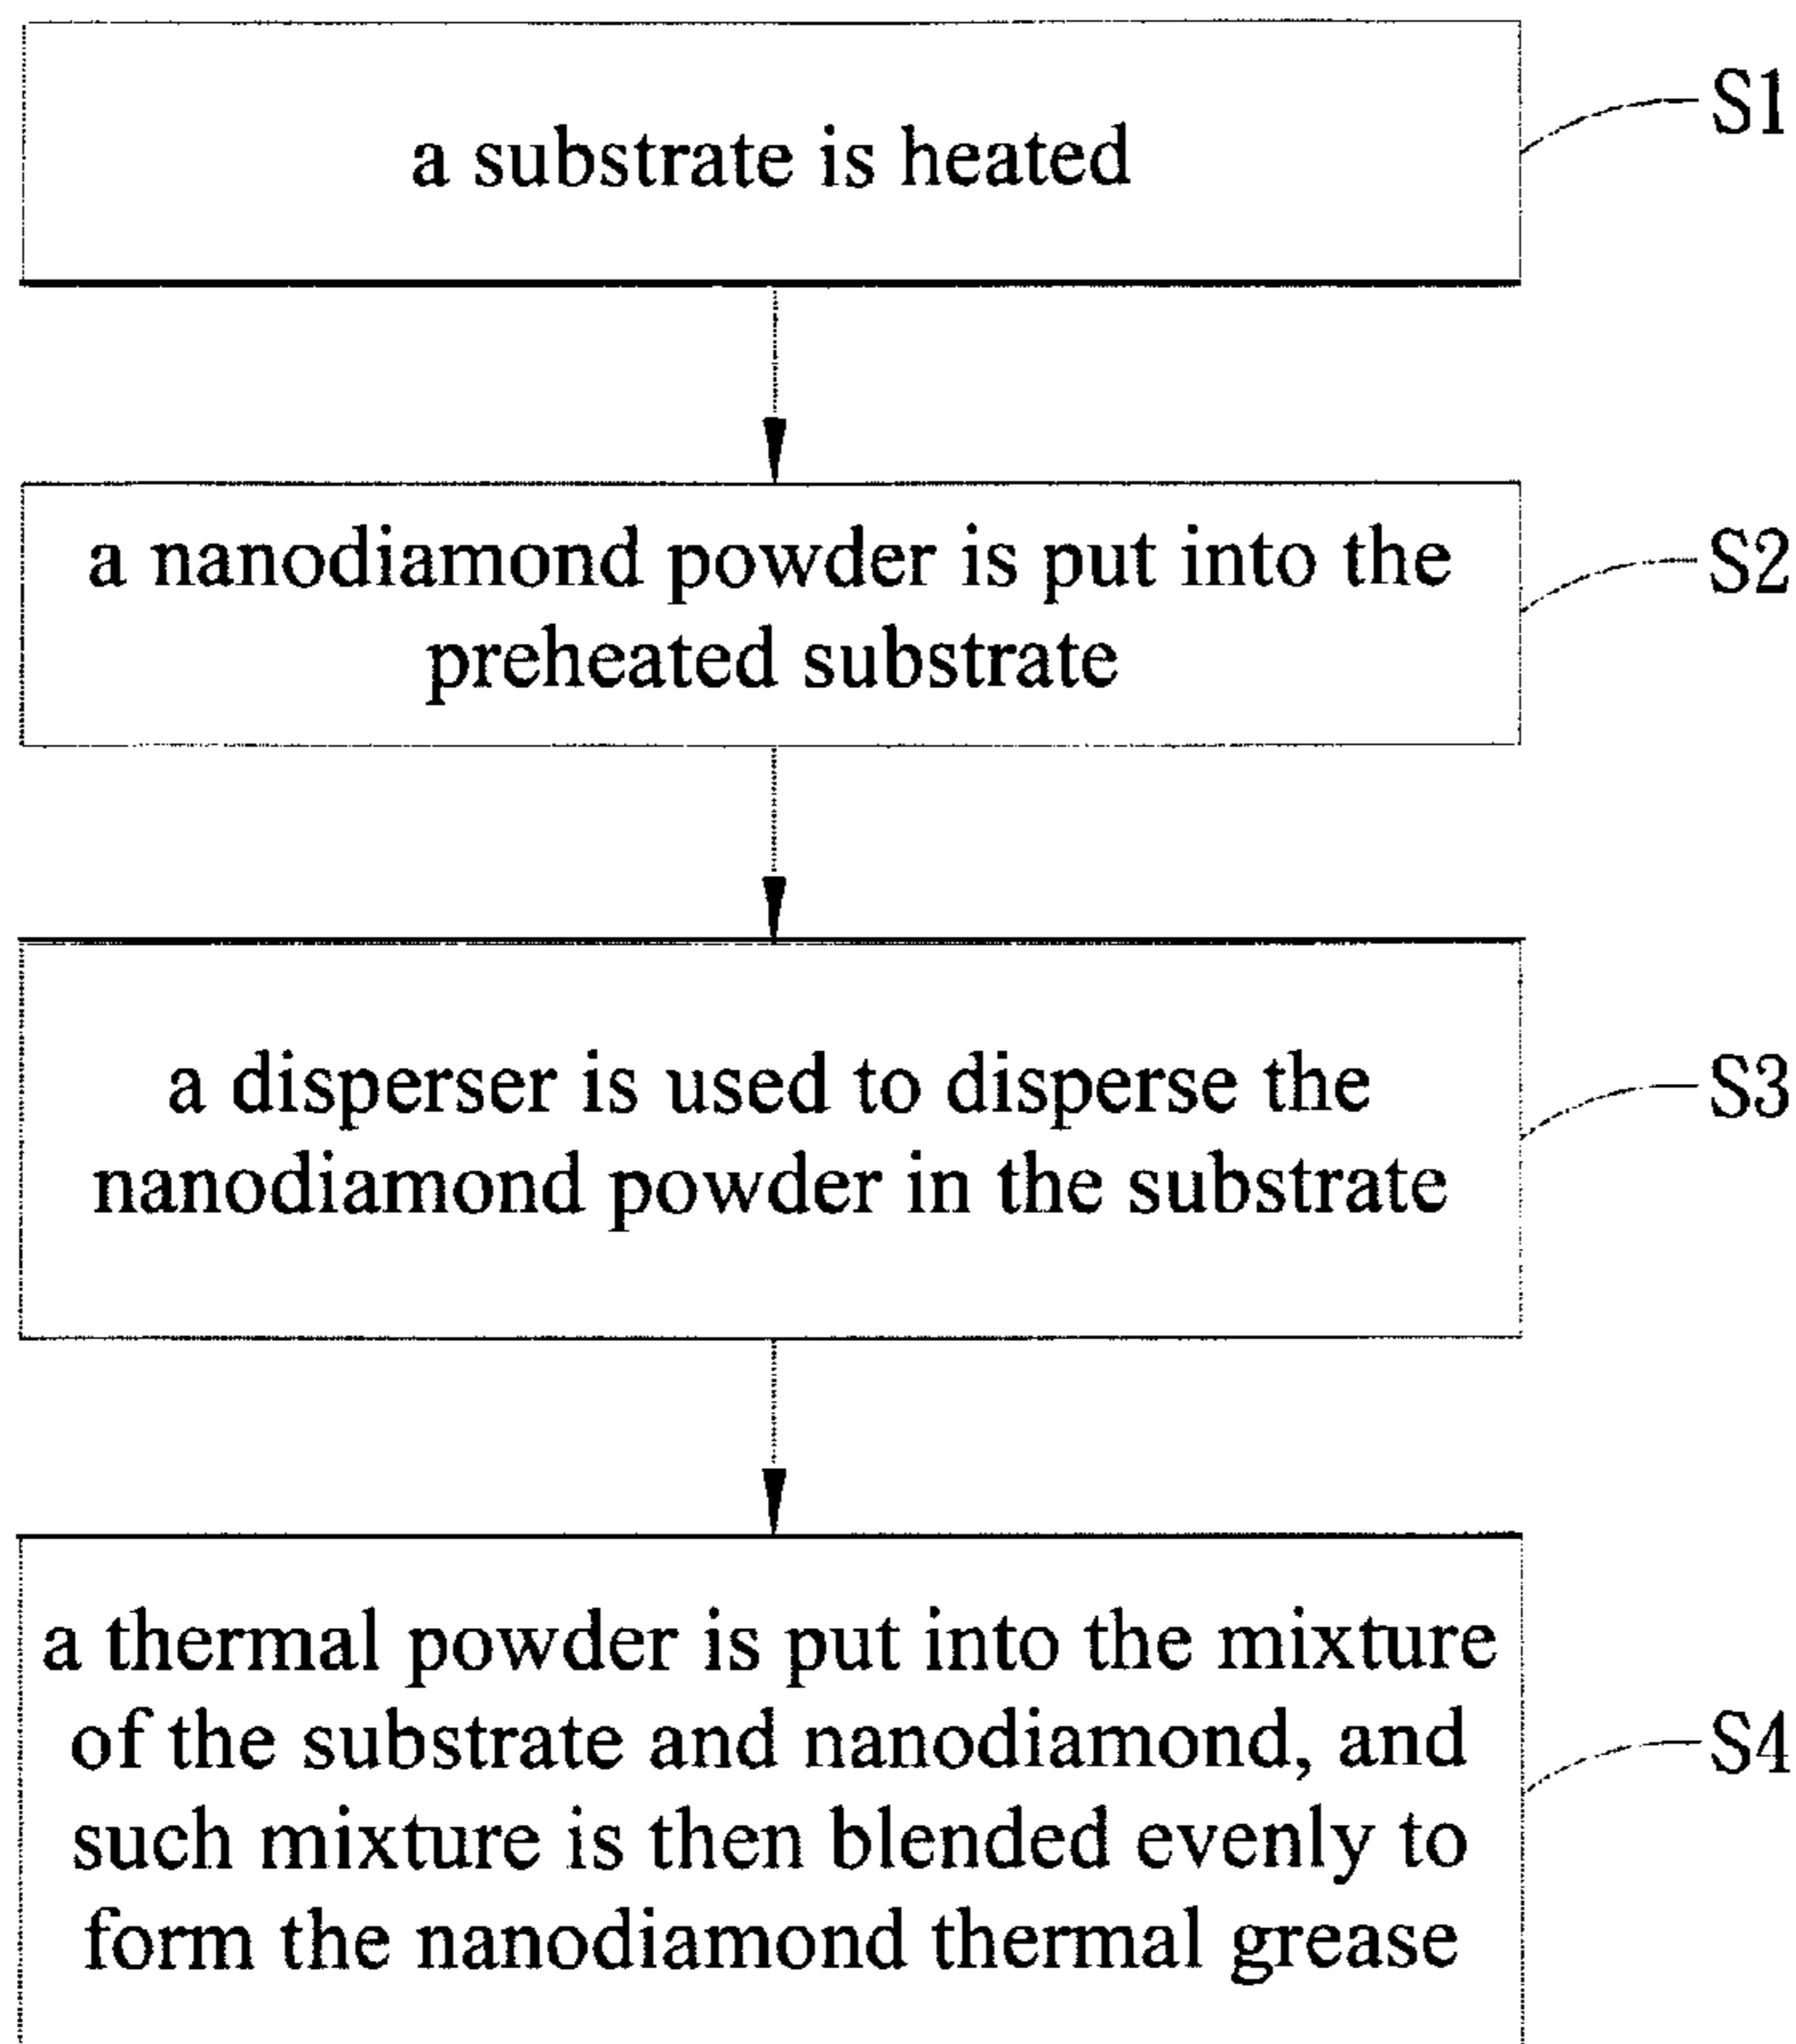 a substrate is heated
S1
a nanodiamond powder is put into the
preheated substrate
S2
a disperser is used to disperse the
nanodiamond powder in the substrate
S3
a thermal powder is put into the mixture
of the substrate and nanodiamond, and
such mixture is then blended evenly to
form the nanodiamond thermal grease
S4